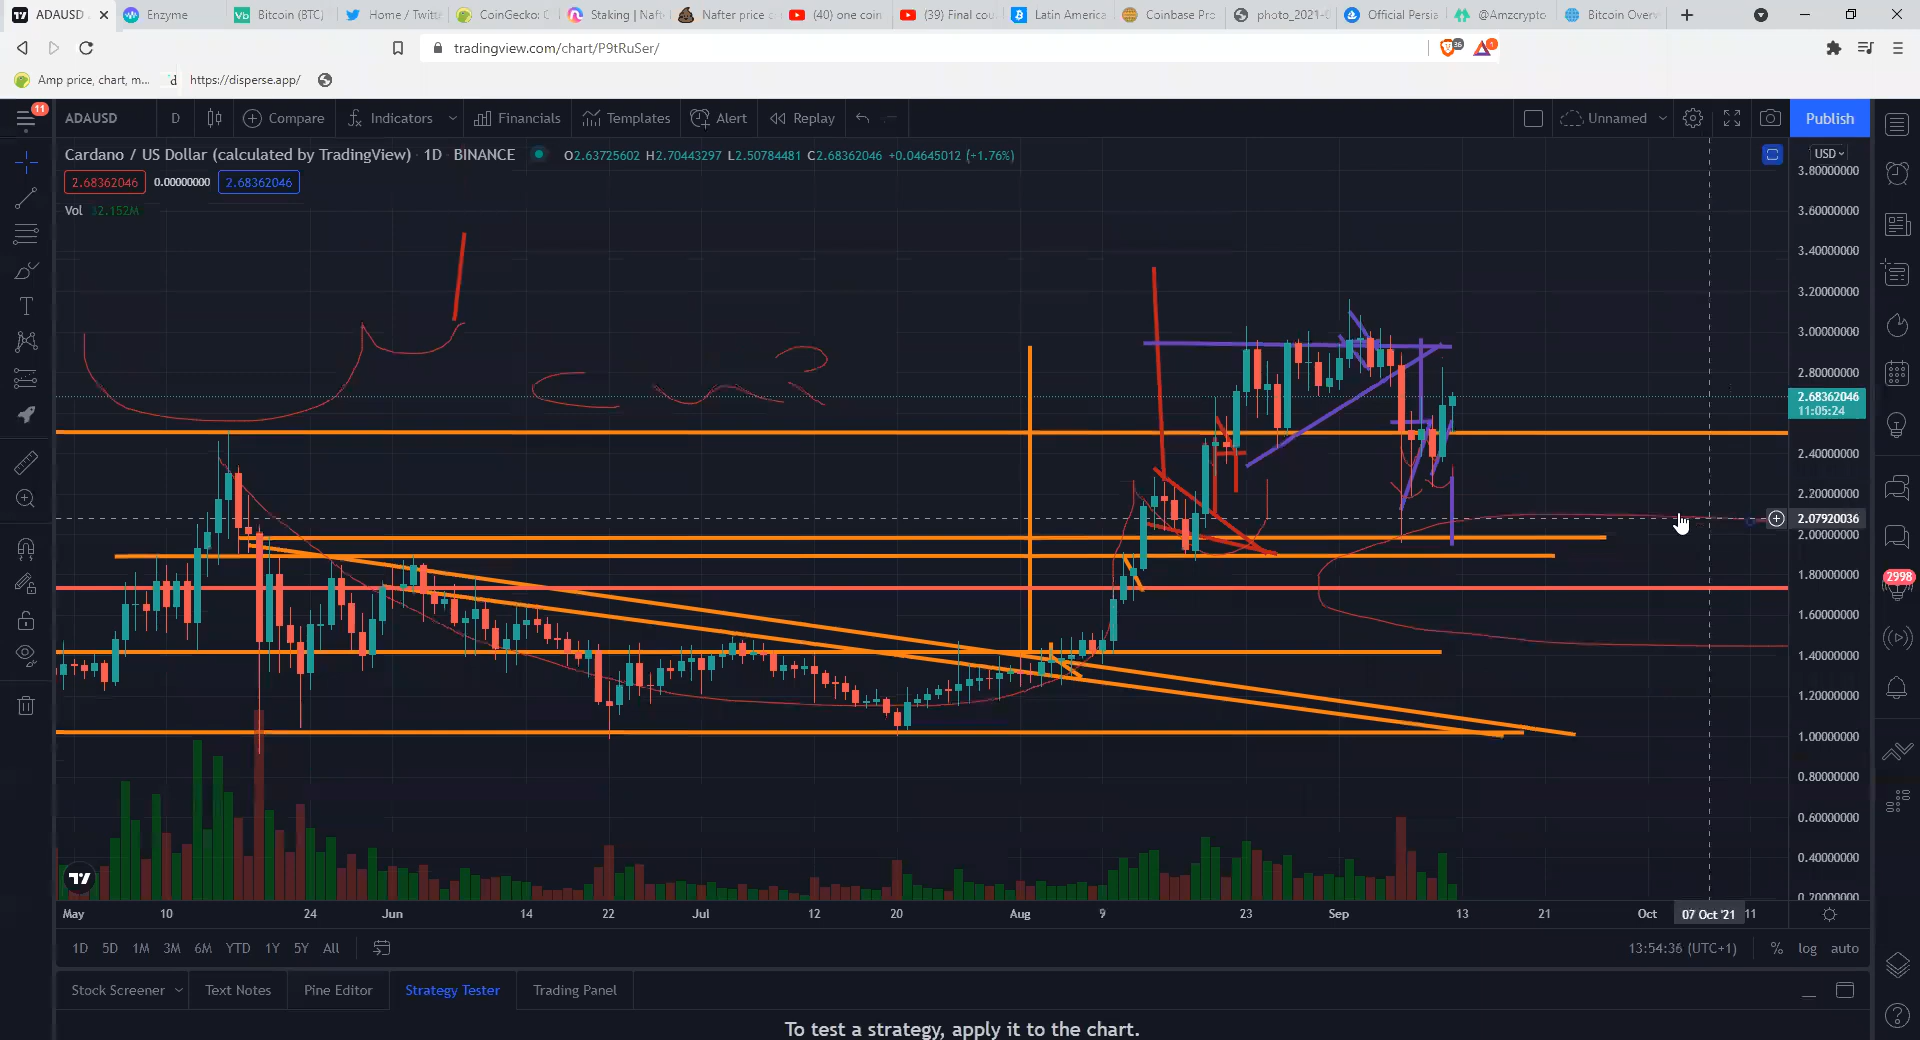 ADAUSD
Enzyme
Bitcoin (BTC)
Home / Twitt
CoinGecko: C
Staking | Naft
Nafter price c
(40) one coin
(39) Final cou
Latin America
Coinbase Pro
photo_2021-0
Official Persia
@Amzcrypto
Bitcoin Overv
tradingview.com/chart/P9tRuSer/
36
1
Amp price, chart, m...
d
https://disperse.app/
11
ADAUSD
D
Compare
Indicators
Financials
Templates
Alert
Replay
Unnamed
Publish
Cardano / US Dollar (calculated by TradingView) · 1D · BINANCE
O2.63725602 H2.70443297 L2.50784481 C2.68362046 +0.04645012 (+1.76%)
USD
2.68362046
0.00000000
2.68362046
Vol 32.152M
3.80000000
3.60000000
3.40000000
3.20000000
3.00000000
2.80000000
2.68362046
11:05:24
2.40000000
2.20000000
2.07920036
2.00000000
1.80000000
1.60000000
1.40000000
1.20000000
1.00000000
0.80000000
0.60000000
0.40000000
0.20000000
2998
May
10
24
Jun
14
22
Jul
12
20
Aug
9
23
Sep
13
21
Oct
07 Oct '21
11
1D 5D 1M 3M 6M YTD 1Y 5Y All
13:54:36 (UTC+1)
% log auto
Stock Screener
Text Notes
Pine Editor
Strategy Tester
Trading Panel
To test a strategy, apply it to the chart.